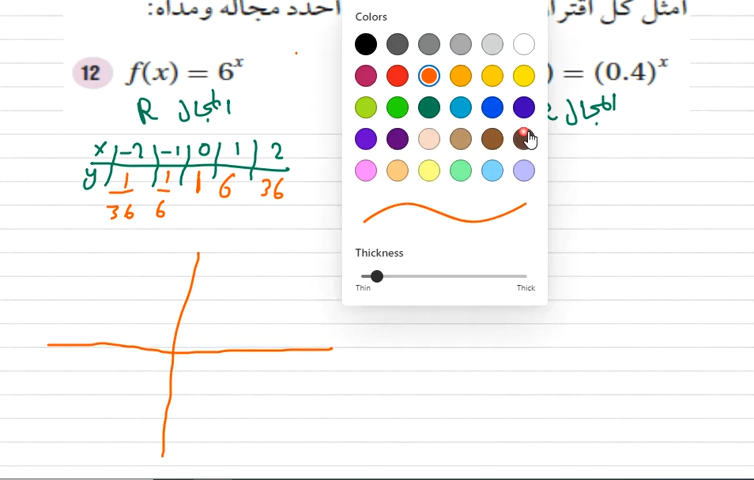 امثل كل اقترا احدد مجاله ومداه:
12 f(x) = 6^x ) = (0.4)^x
المجال R المجال
x -2 -1 0 1 2
y 1/36 1/6 1 6 36
Colors
Thickness
Thin Thick